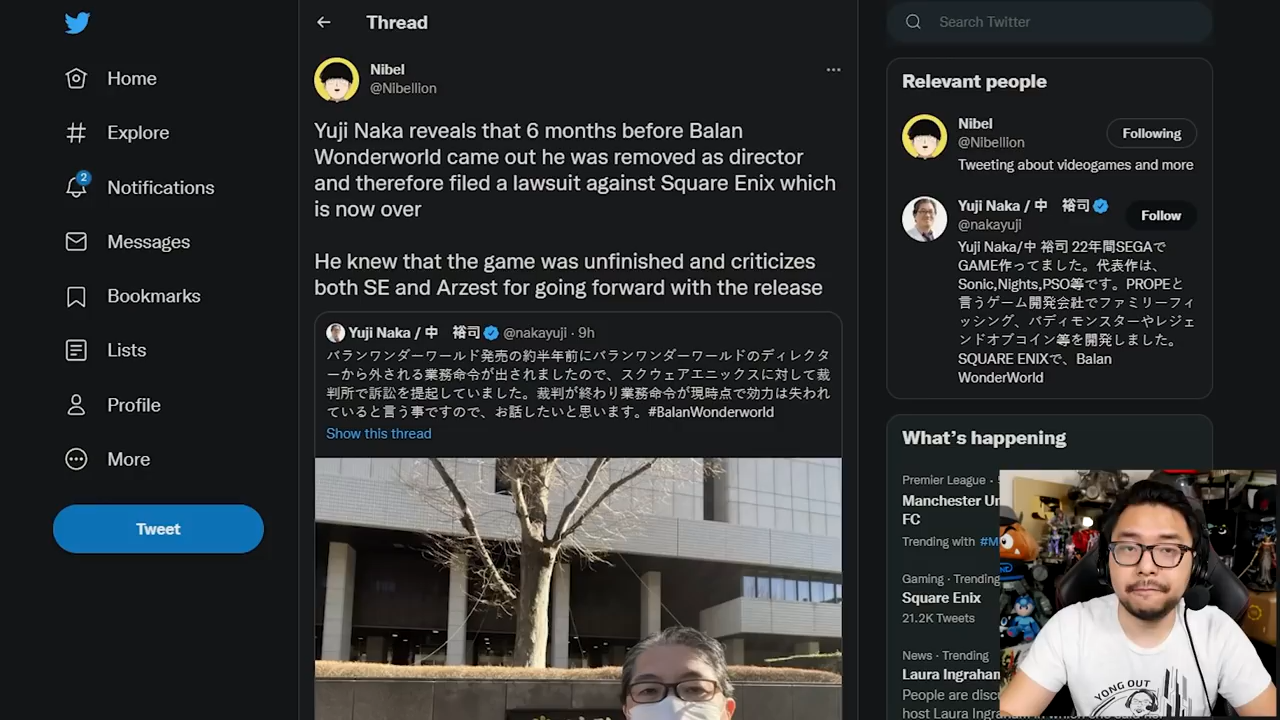 Home
Explore
2
Notifications
Messages
Bookmarks
Lists
Profile
More
Tweet
Thread
Nibel
@Nibellion
Yuji Naka reveals that 6 months before Balan
Wonderworld came out he was removed as director
and therefore filed a lawsuit against Square Enix which
is now over
He knew that the game was unfinished and criticizes
both SE and Arzest for going forward with the release
Yuji Naka / 中 裕司 @nakayuji · 9h
バランワンダーワールド発売の約半年前にバランワンダーワールドのディレクタ
ーから外される業務命令が出されましたので、スクウェアエニックスに対して裁
判所で訴訟を提起していました。裁判が終わり業務命令が現時点で効力は失われ
ていると言う事ですので、お話したいと思います。#BalanWonderworld
Show this thread
Search Twitter
Relevant people
Nibel
@Nibellion
Following
Tweeting about videogames and more
Yuji Naka / 中 裕司
@nakayuji
Follow
Yuji Naka/中 裕司 22年間SEGAで
GAME作ってました。代表作は、
Sonic,Nights,PSO等です。PROPEと
言うゲーム開発会社でファミリーフィ
ッシング、バディモンスターやレジェ
ンドオブコイン等を開発しました。
SQUARE ENIXで、Balan
WonderWorld
What's happening
Premier League ·
Manchester Un
FC
Trending with #M
Gaming · Trending
Square Enix
21.2K Tweets
News · Trending
Laura Ingraham
People are discu
host Laura Ingraham in which she said
YONG OUT